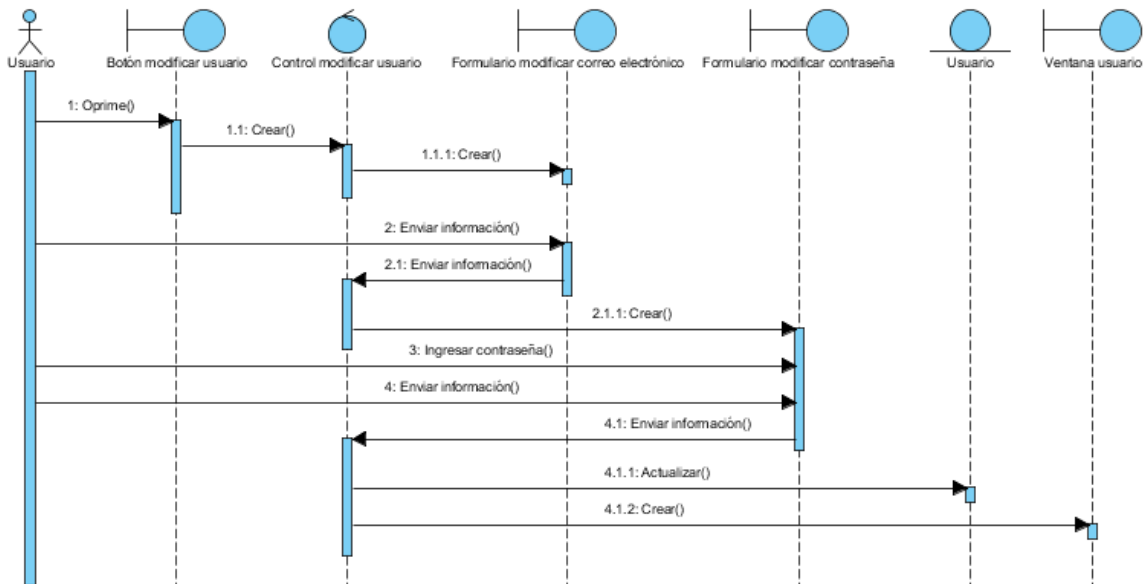 Usuario
Botón modificar usuario
Control modificar usuario
Formulario modificar correo electrónico
Formulario modificar contraseña
Usuario
Ventana usuario
1: Oprime()
1.1: Crear()
1.1.1: Crear()
2: Enviar información()
2.1: Enviar información()
2.1.1: Crear()
3: Ingresar contraseña()
4: Enviar información()
4.1: Enviar información()
4.1.1: Actualizar()
4.1.2: Crear()